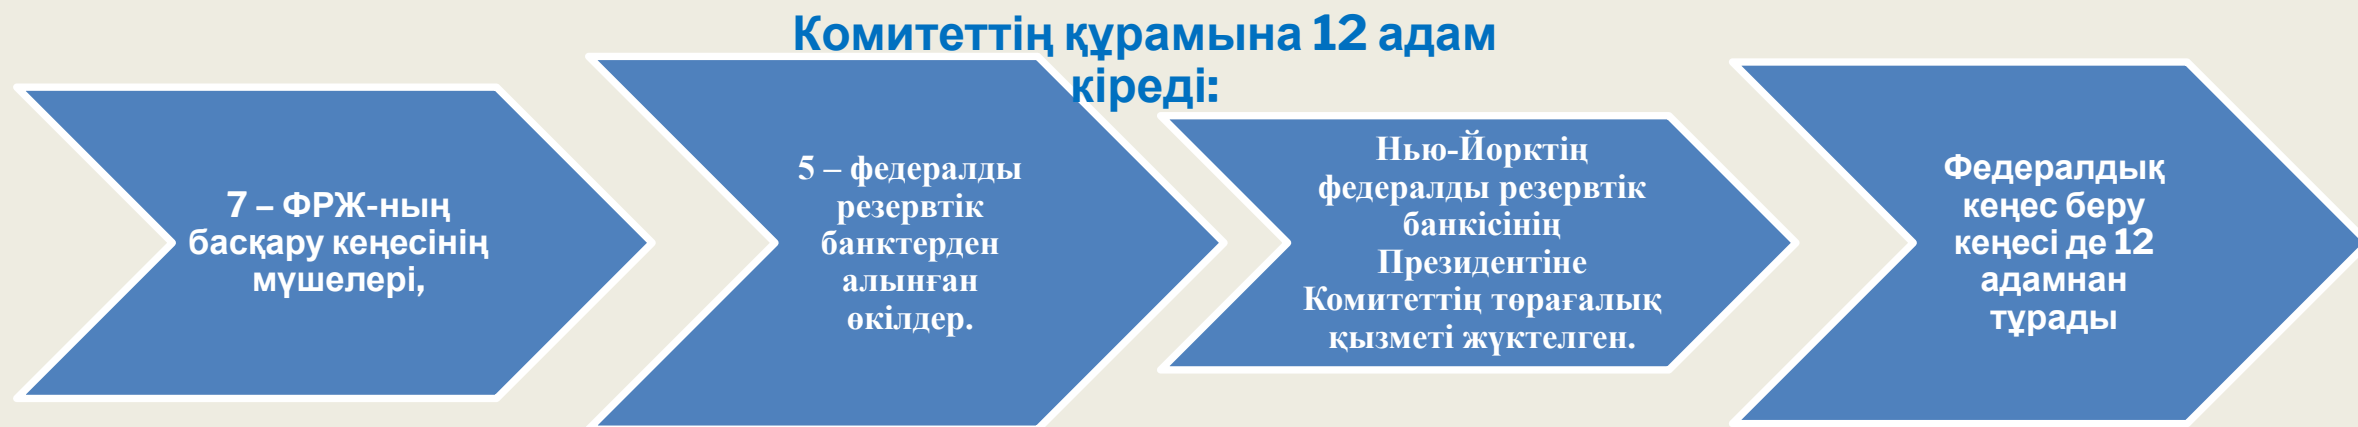 Комитеттің құрамына 12 адам
кіреді:
7 – ФРЖ-ның
басқару кеңесінің
мүшелері,
5 – федералды
резервтік
банктерден
алынған
өкілдер.
Нью-Йорктің
федералды резервтік
банкісінің
Президентіне
Комитеттің төрағалық
қызметі жүктелген.
Федералдық
кеңес беру
кеңесі де 12
адамнан
тұрады